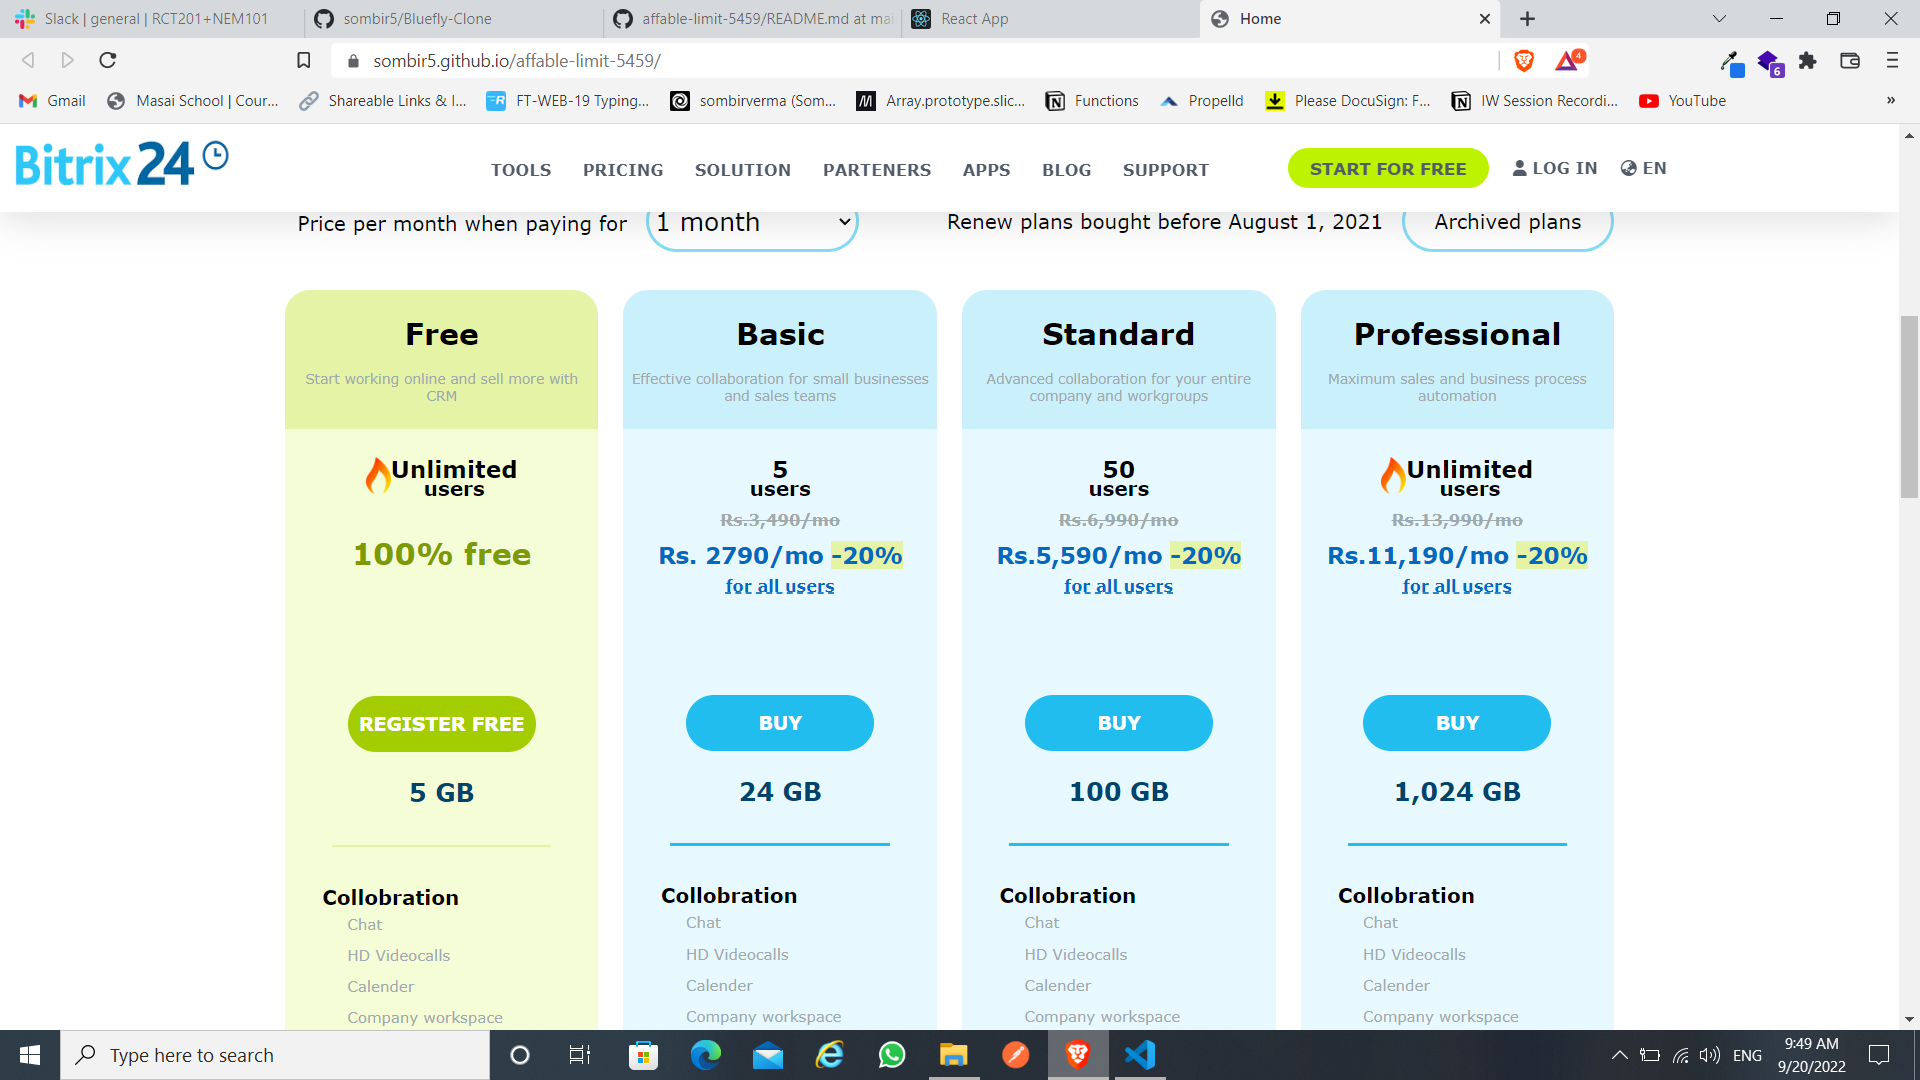 Slack | general | RCT201+NEM101
sombir5/Bluefly-Clone
affable-limit-5459/README.md at mai
React App
Home
sombir5.github.io/affable-limit-5459/
4
6
Gmail
Masai School | Cour...
Shareable Links & I...
FT-WEB-19 Typing...
sombirverma (Som...
Array.prototype.slic...
Functions
Propelld
Please DocuSign: F...
IW Session Recordi...
YouTube
»
Bitrix24
TOOLS PRICING SOLUTION PARTENERS APPS BLOG SUPPORT
START FOR FREE
LOG IN
EN
Price per month when paying for
1 month
Renew plans bought before August 1, 2021
Archived plans
Free
Start working online and sell more with
CRM
Unlimited
users
100% free
REGISTER FREE
5 GB
Collobration
Chat
HD Videocalls
Calender
Company workspace
Basic
Effective collaboration for small businesses
and sales teams
5
users
Rs.3,490/mo
Rs. 2790/mo -20%
for all users
BUY
24 GB
Collobration
Chat
HD Videocalls
Calender
Company workspace
Standard
Advanced collaboration for your entire
company and workgroups
50
users
Rs.6,990/mo
Rs.5,590/mo -20%
for all users
BUY
100 GB
Collobration
Chat
HD Videocalls
Calender
Company workspace
Professional
Maximum sales and business process
automation
Unlimited
users
Rs.13,990/mo
Rs.11,190/mo -20%
for all users
BUY
1,024 GB
Collobration
Chat
HD Videocalls
Calender
Company workspace
Type here to search
ENG
9:49 AM
9/20/2022